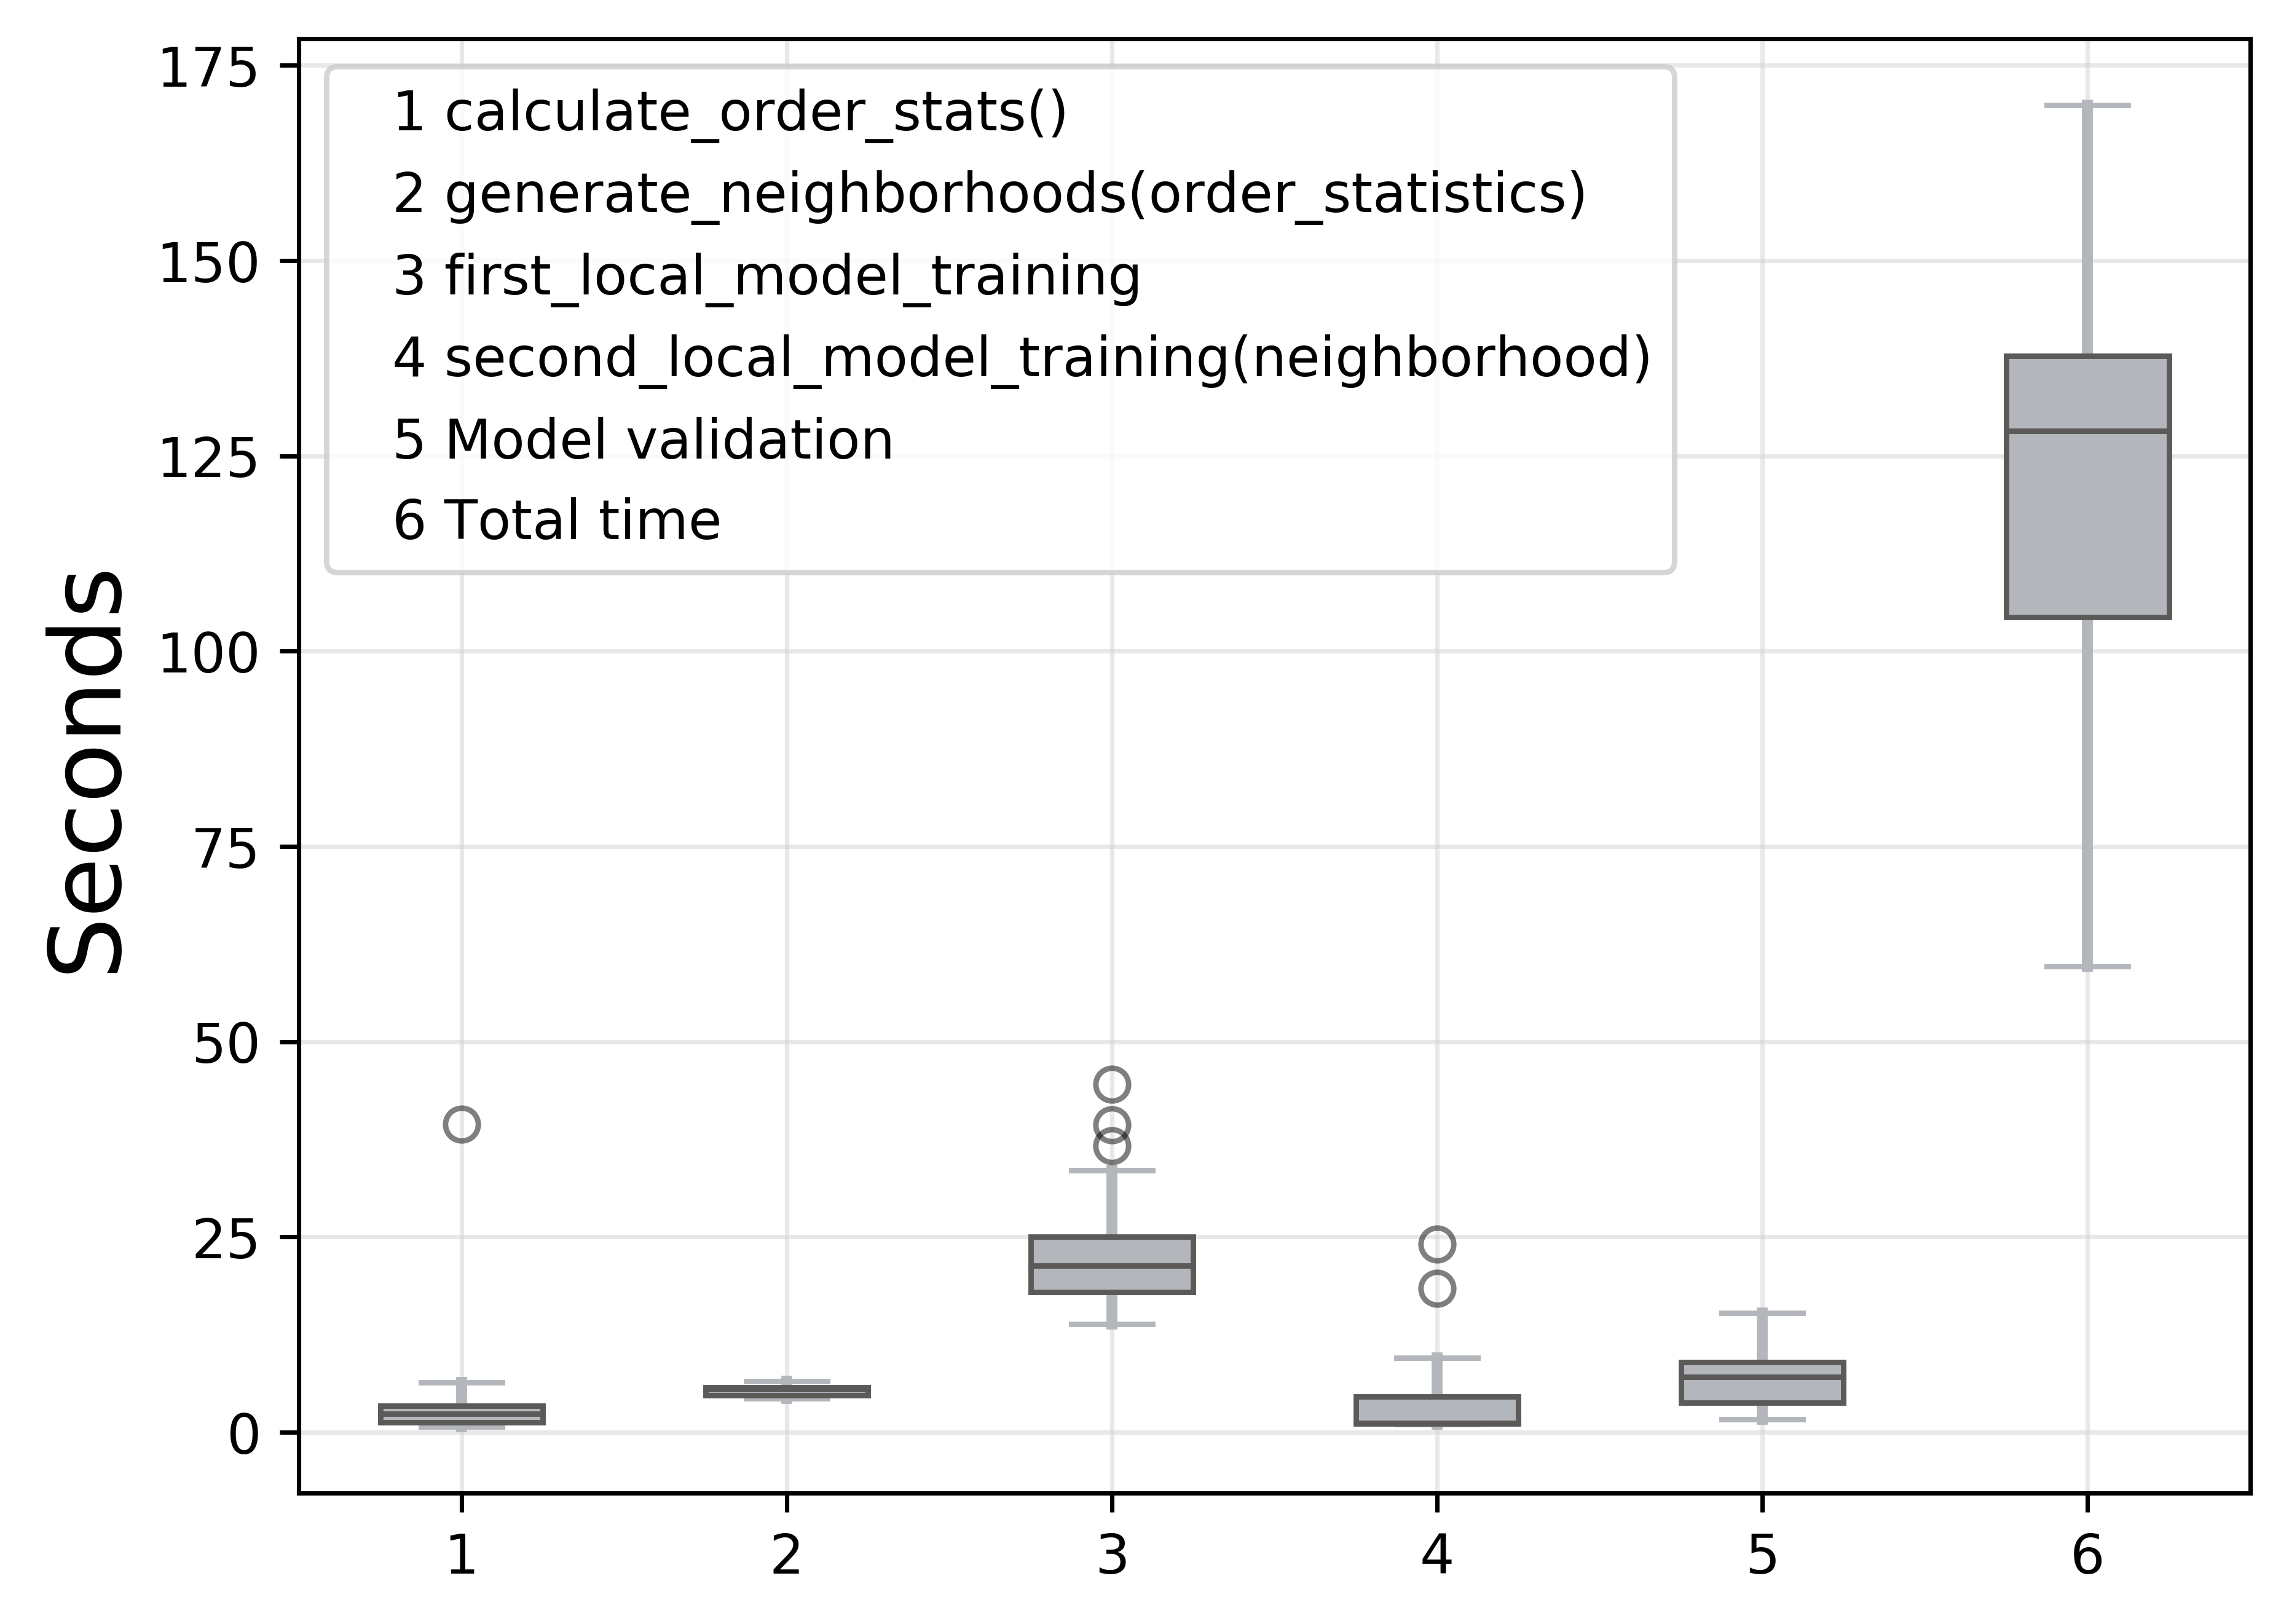 Seconds
175
150
125
100
75
50
25
0
1 calculate_order_stats()
2 generate_neighborhoods(order_statistics)
3 first_local_model_training
4 second_local_model_training(neighborhood)
5 Model validation
6 Total time
1 2 3 4 5 6